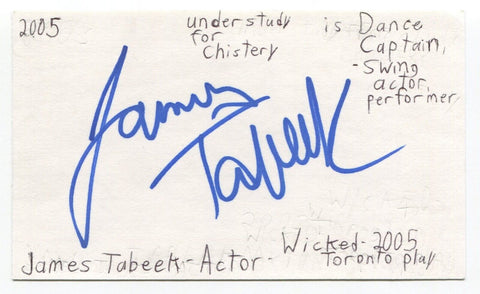 2005
understudy
for
Chistery
is Dance
Captain,
-swing
actor,
performer
James
Tabeek
James Tabeek-Actor-
Wicked-2005
Toronto play